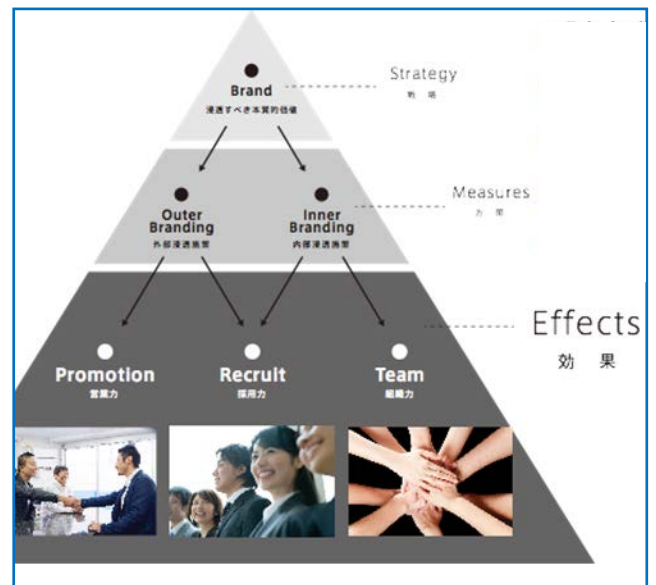 Brand
浸透すべき本質的価値
Strategy
戦 略
Outer
Branding
外部浸透施策
Inner
Branding
内部浸透施策
Measures
方 策
Promotion
営業力
Recruit
採用力
Team
組織力
Effects
効 果